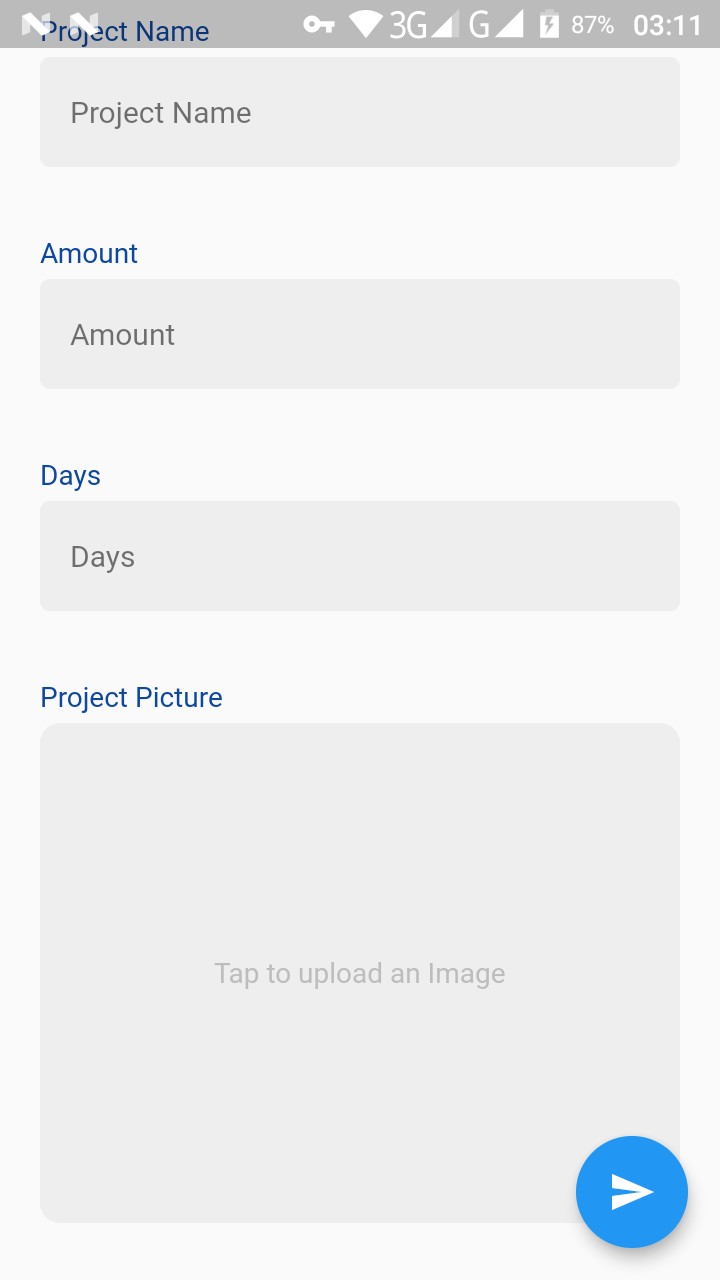 Project Name
3G G 87% 03:11
Project Name
Amount
Amount
Days
Days
Project Picture
Tap to upload an Image